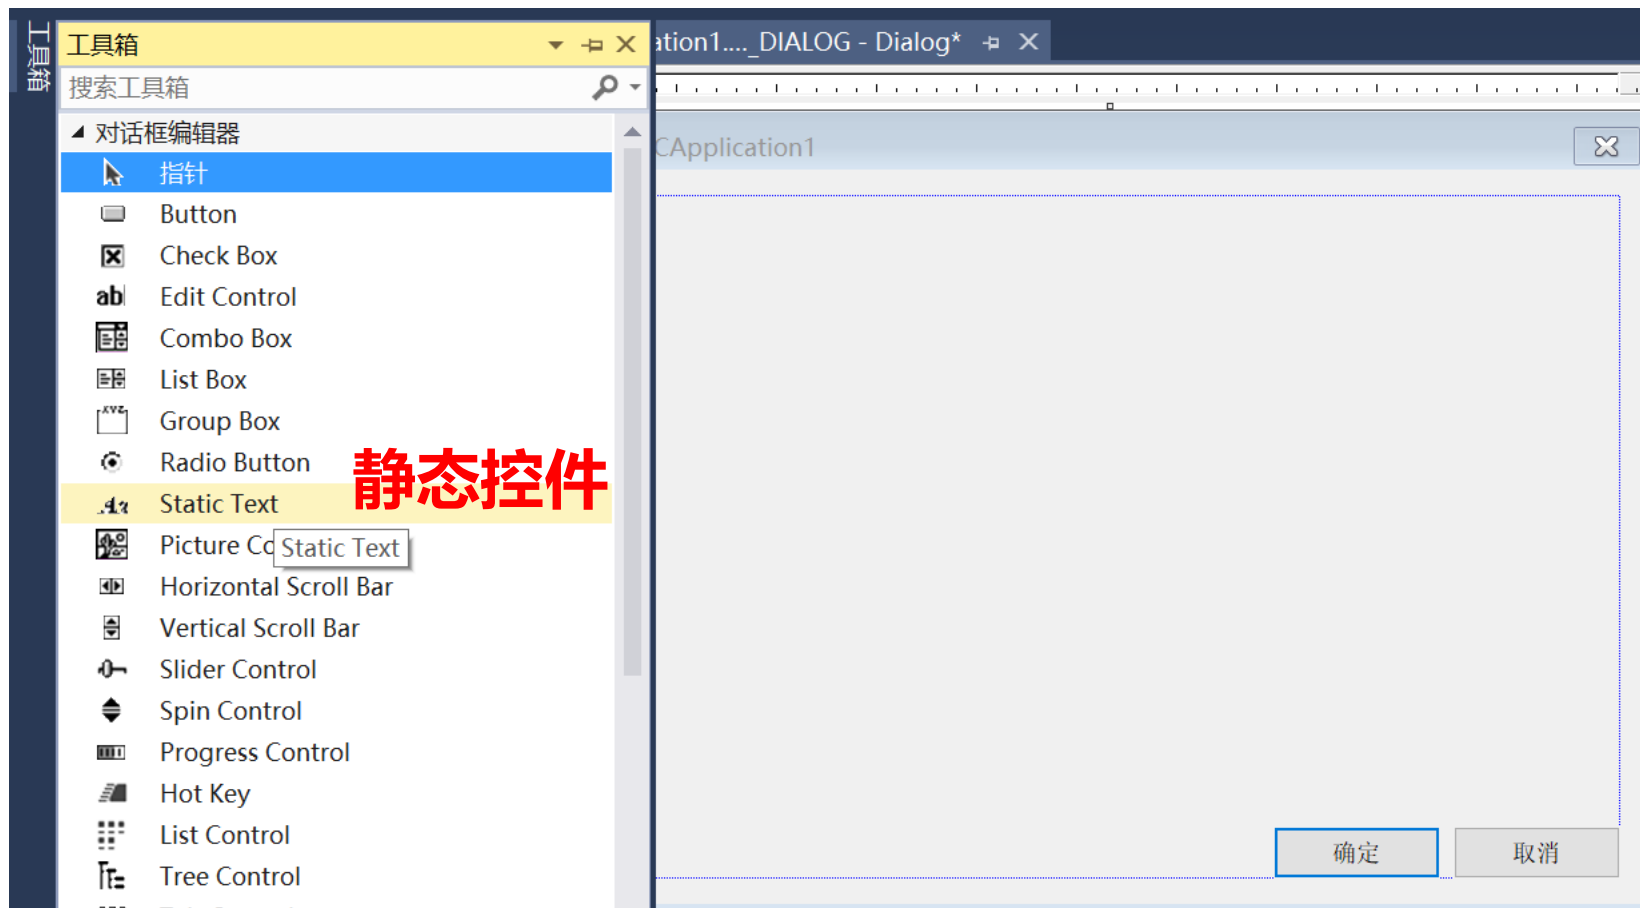 工具箱
工具箱
ation1...._DIALOG - Dialog*
搜索工具箱
对话框编辑器
CApplication1
指针
Button
Check Box
ab Edit Control
Combo Box
List Box
XYZ Group Box
Radio Button
静态控件
Aa Static Text
Picture Co
Static Text
Horizontal Scroll Bar
Vertical Scroll Bar
Slider Control
Spin Control
Progress Control
Hot Key
List Control
Tree Control
确定
取消